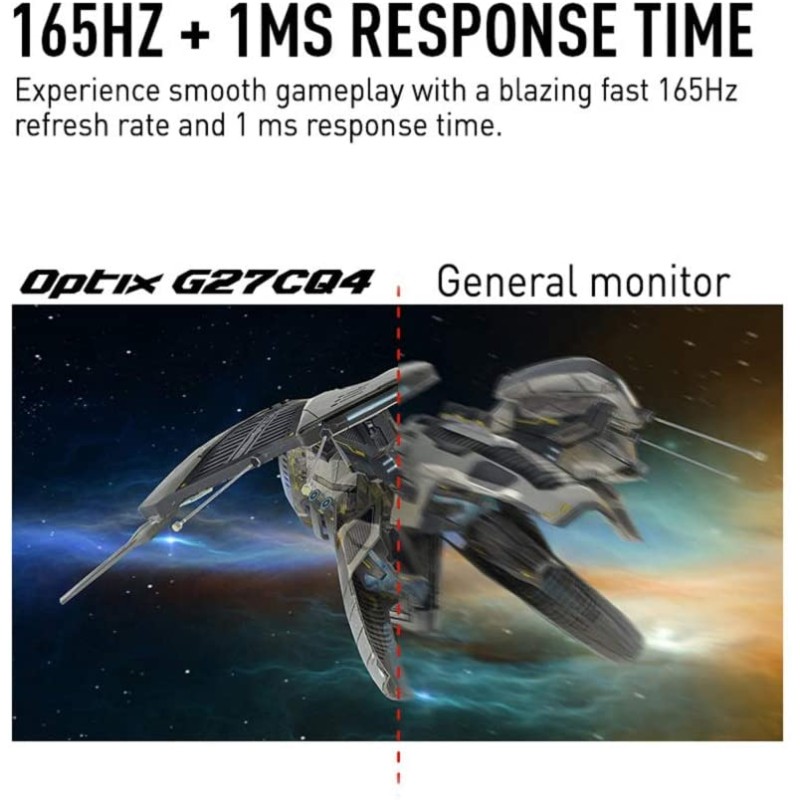 165HZ + 1MS RESPONSE TIME
Experience smooth gameplay with a blazing fast 165Hz
refresh rate and 1 ms response time.
Optix G27CQ4
General monitor